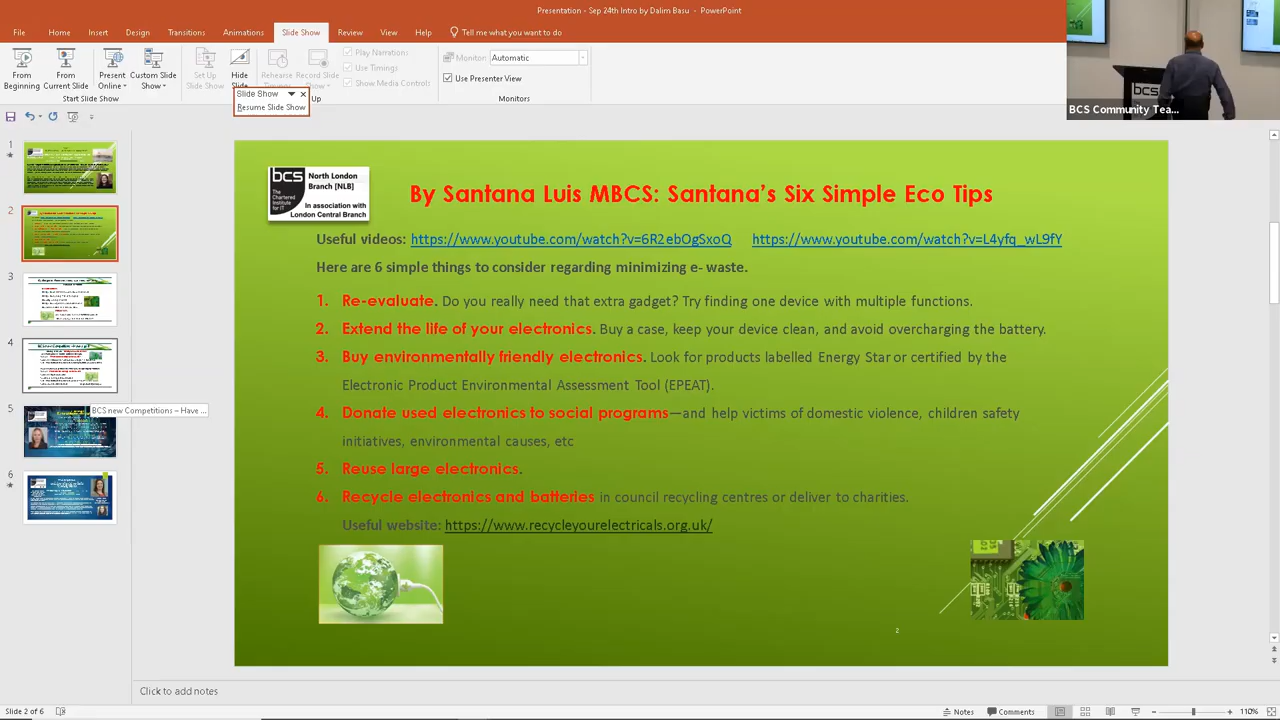 Presentation - Sep 24th Intro by Dalim Basu - PowerPoint
File Home Insert Design Transitions Animations Slide Show Review View Help Tell me what you want to do
From Beginning
From Current Slide
Present Online
Custom Slide Show
Start Slide Show
Set Up Slide Show
Hide Slide
Rehearse Timings
Record Slide Show
Play Narrations
Use Timings
Show Media Controls
Up
Monitor: Automatic
Use Presenter View
Monitors
Slide Show
Resume Slide Show
bcs
BCS Community Tea...
1
2
3
4
BCS new Competitions – Have ...
5
6
bcs
The Chartered Institute for IT
North London Branch [NLB]
In association with London Central Branch
By Santana Luis MBCS: Santana's Six Simple Eco Tips
Useful videos: https://www.youtube.com/watch?v=6R2ebOgSxoQ https://www.youtube.com/watch?v=L4yfq_wL9fY
Here are 6 simple things to consider regarding minimizing e- waste.
1. Re-evaluate. Do you really need that extra gadget? Try finding one device with multiple functions.
2. Extend the life of your electronics. Buy a case, keep your device clean, and avoid overcharging the battery.
3. Buy environmentally friendly electronics. Look for products labelled Energy Star or certified by the
Electronic Product Environmental Assessment Tool (EPEAT).
4. Donate used electronics to social programs—and help victims of domestic violence, children safety
initiatives, environmental causes, etc
5. Reuse large electronics.
6. Recycle electronics and batteries in council recycling centres or deliver to charities.
Useful website: https://www.recycleyourelectricals.org.uk/
2
Click to add notes
Slide 2 of 6
Notes Comments 110%